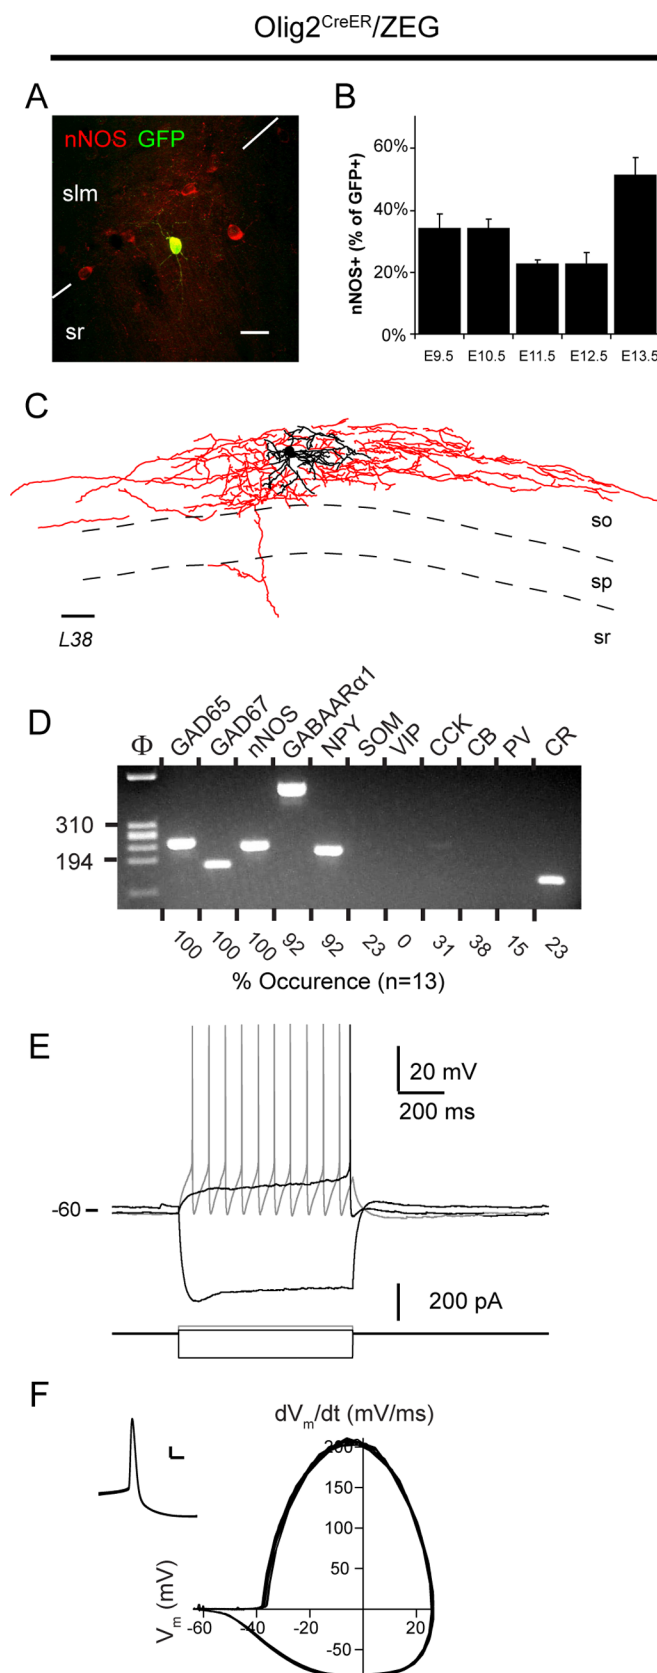 Olig2CreER/ZEG
A
B
nNOS GFP
slm
sr
nNOS+ (% of GFP+)
60%
40%
20%
0%
E9.5 E10.5 E11.5 E12.5 E13.5
C
so
sp
sr
L38
D
Φ GAD65 GAD67 nNOS GABAARα1 NPY SOM VIP CCK CB PV CR
310
194
100 100 100 92 92 23 0 31 38 15 23
% Occurence (n=13)
E
20 mV
200 ms
-60
200 pA
F
dVm/dt (mV/ms)
200
150
100
50
Vm (mV)
-60 -40 -20 20
-50